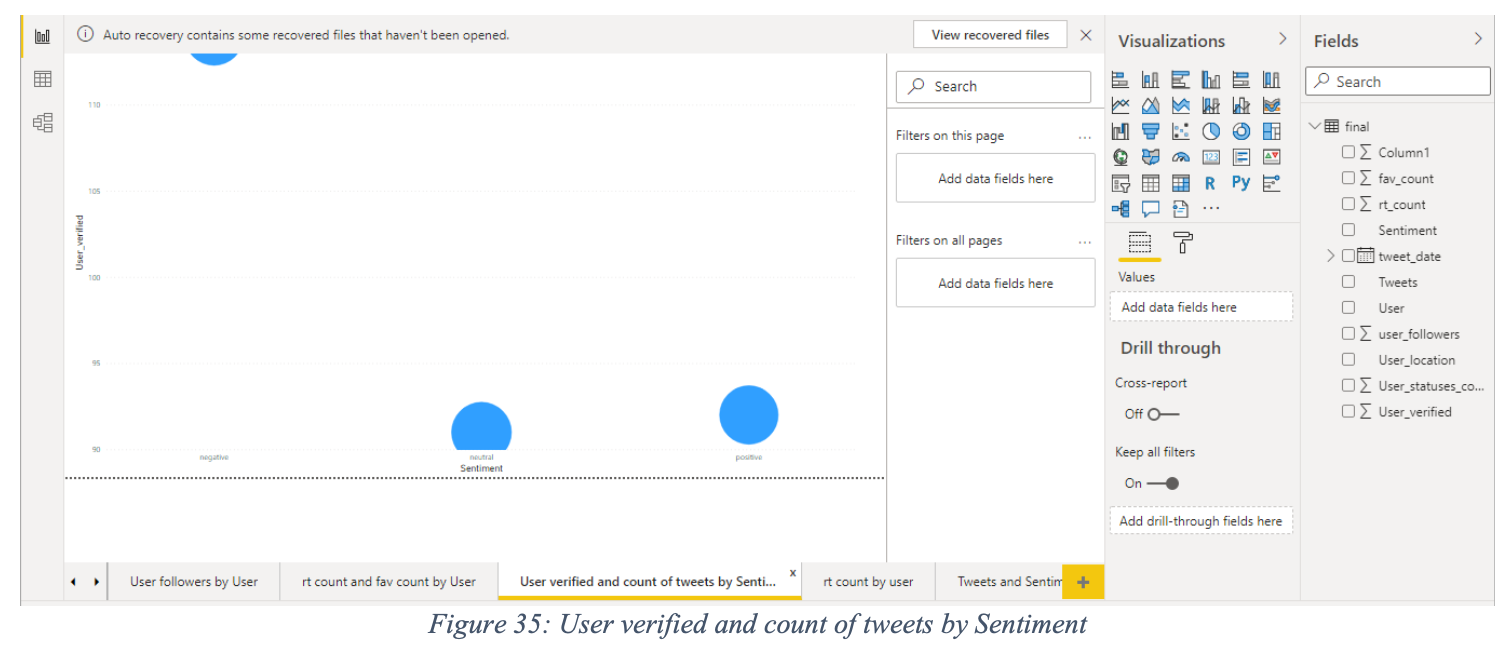 Auto recovery contains some recovered files that haven't been opened.
View recovered files
110
105
100
95
90
User_verified
negative
neutral
positive
Sentiment
Search
Filters on this page
...
Add data fields here
Filters on all pages
...
Add data fields here
Visualizations
123
R
Py
...
Values
Add data fields here
Drill through
Cross-report
Off
Keep all filters
On
Add drill-through fields here
Fields
Search
final
Σ Column1
Σ fav_count
Σ rt_count
Sentiment
tweet_date
Tweets
User
Σ user_followers
User_location
Σ User_statuses_co...
Σ User_verified
User followers by User
rt count and fav count by User
User verified and count of tweets by Senti...
x
rt count by user
Tweets and Sentim
+
Figure 35: User verified and count of tweets by Sentiment